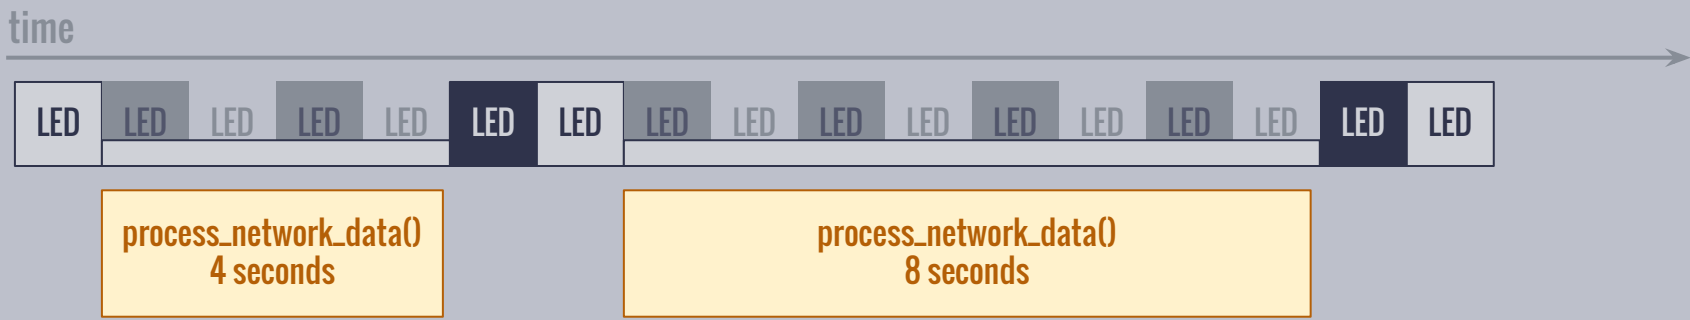 time
LED LED LED LED LED LED LED LED LED LED LED LED LED LED LED LED LED
process_network_data() process_network_data()
4 seconds 8 seconds